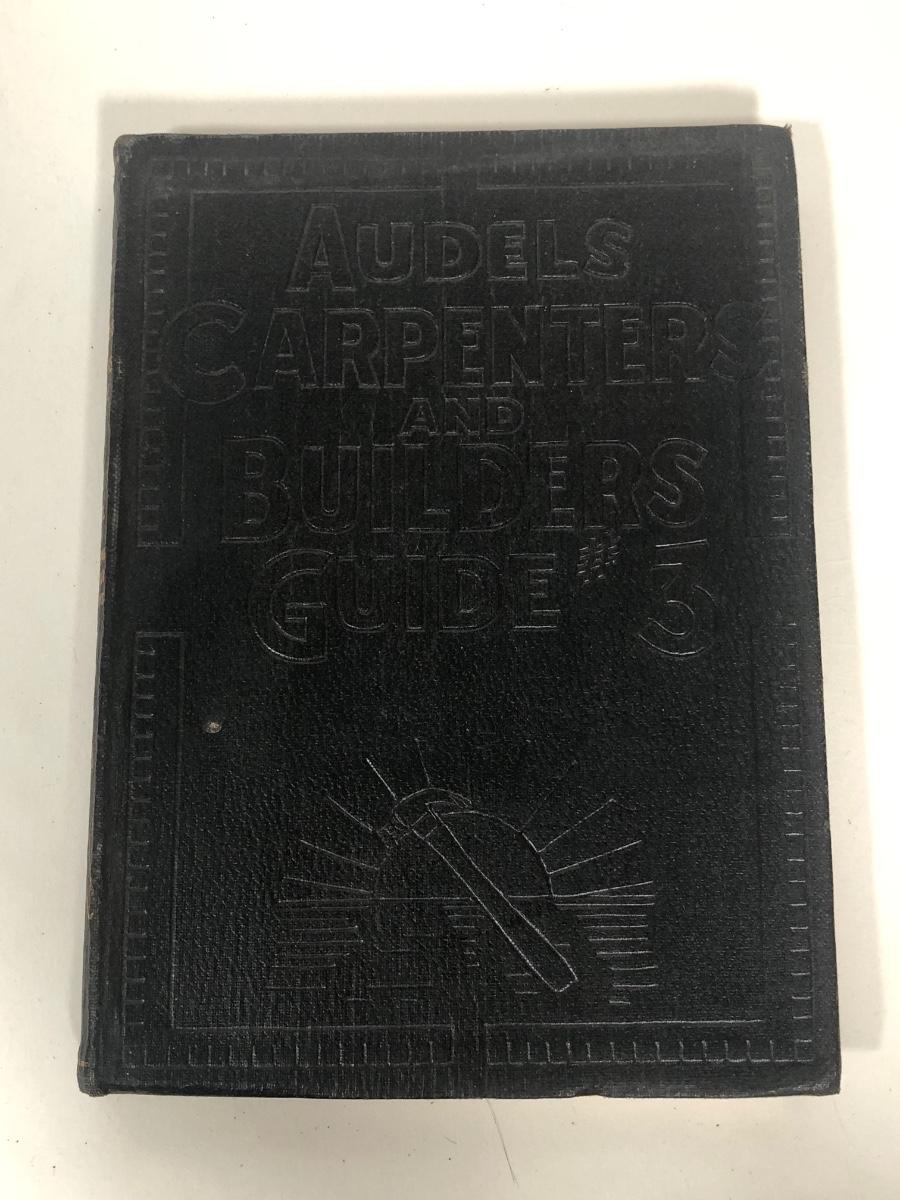 AUDELS
CARPENTERS
AND
BUILDERS
GUIDE #3